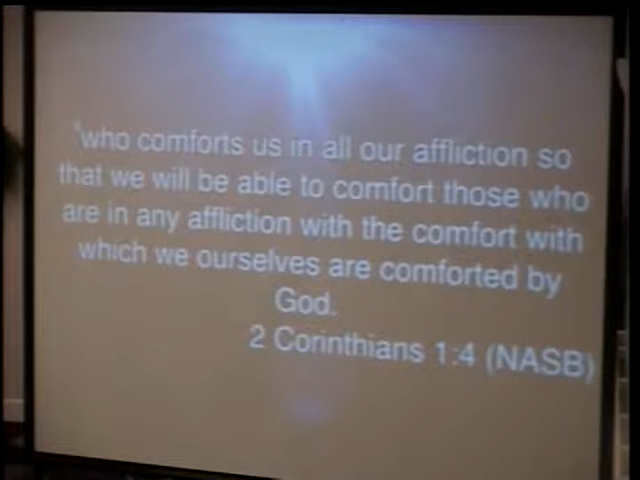 'who comforts us in all our affliction so
that we will be able to comfort those who
are in any affliction with the comfort with
which we ourselves are comforted by
God.
2 Corinthians 1:4 (NASB)